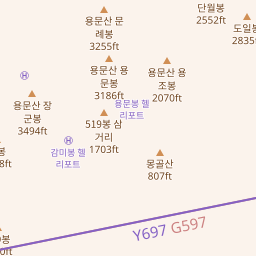 단월봉
2552ft
용문산 문
례봉
3255ft
도일봉
2835ft
용문산 용
문봉
3186ft
용문산 용
조봉
2070ft
용문봉 헬
리포트
용문산 장
군봉
3494ft
519봉 삼
거리
1703ft
감미봉 헬
리포트
몽골산
807ft
Y697 G597